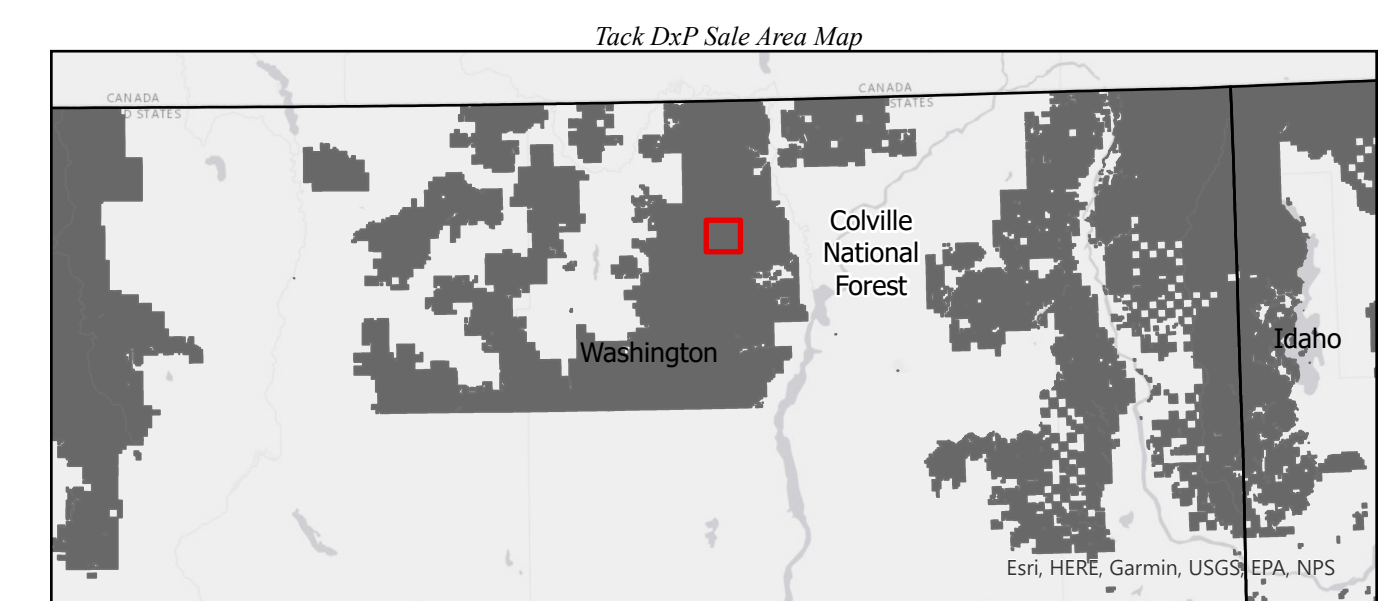 Tack DxP Sale Area Map
CANADA
D STATES
CANADA
STATES
Colville
National
Forest
Washington
Idaho
Esri, HERE, Garmin, USGS, EPA, NPS